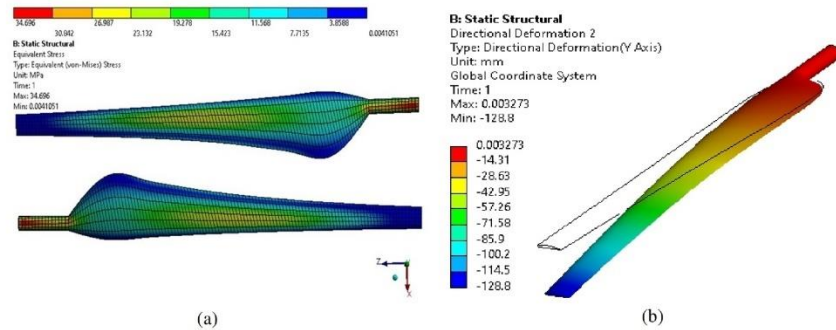 34.696 26.987 19.278 11.568 3.8588
30.842 23.132 15.423 7.7135 0.0041051
B: Static Structural
Equivalent Stress
Type: Equivalent (von-Mises) Stress
Unit: MPa
Time: 1
Max: 34.696
Min: 0.0041051
Z
X
(a)
B: Static Structural
Directional Deformation 2
Type: Directional Deformation(Y Axis)
Unit: mm
Global Coordinate System
Time: 1
Max: 0.003273
Min: -128.8
0.003273
-14.31
-28.63
-42.95
-57.26
-71.58
-85.9
-100.2
-114.5
-128.8
(b)